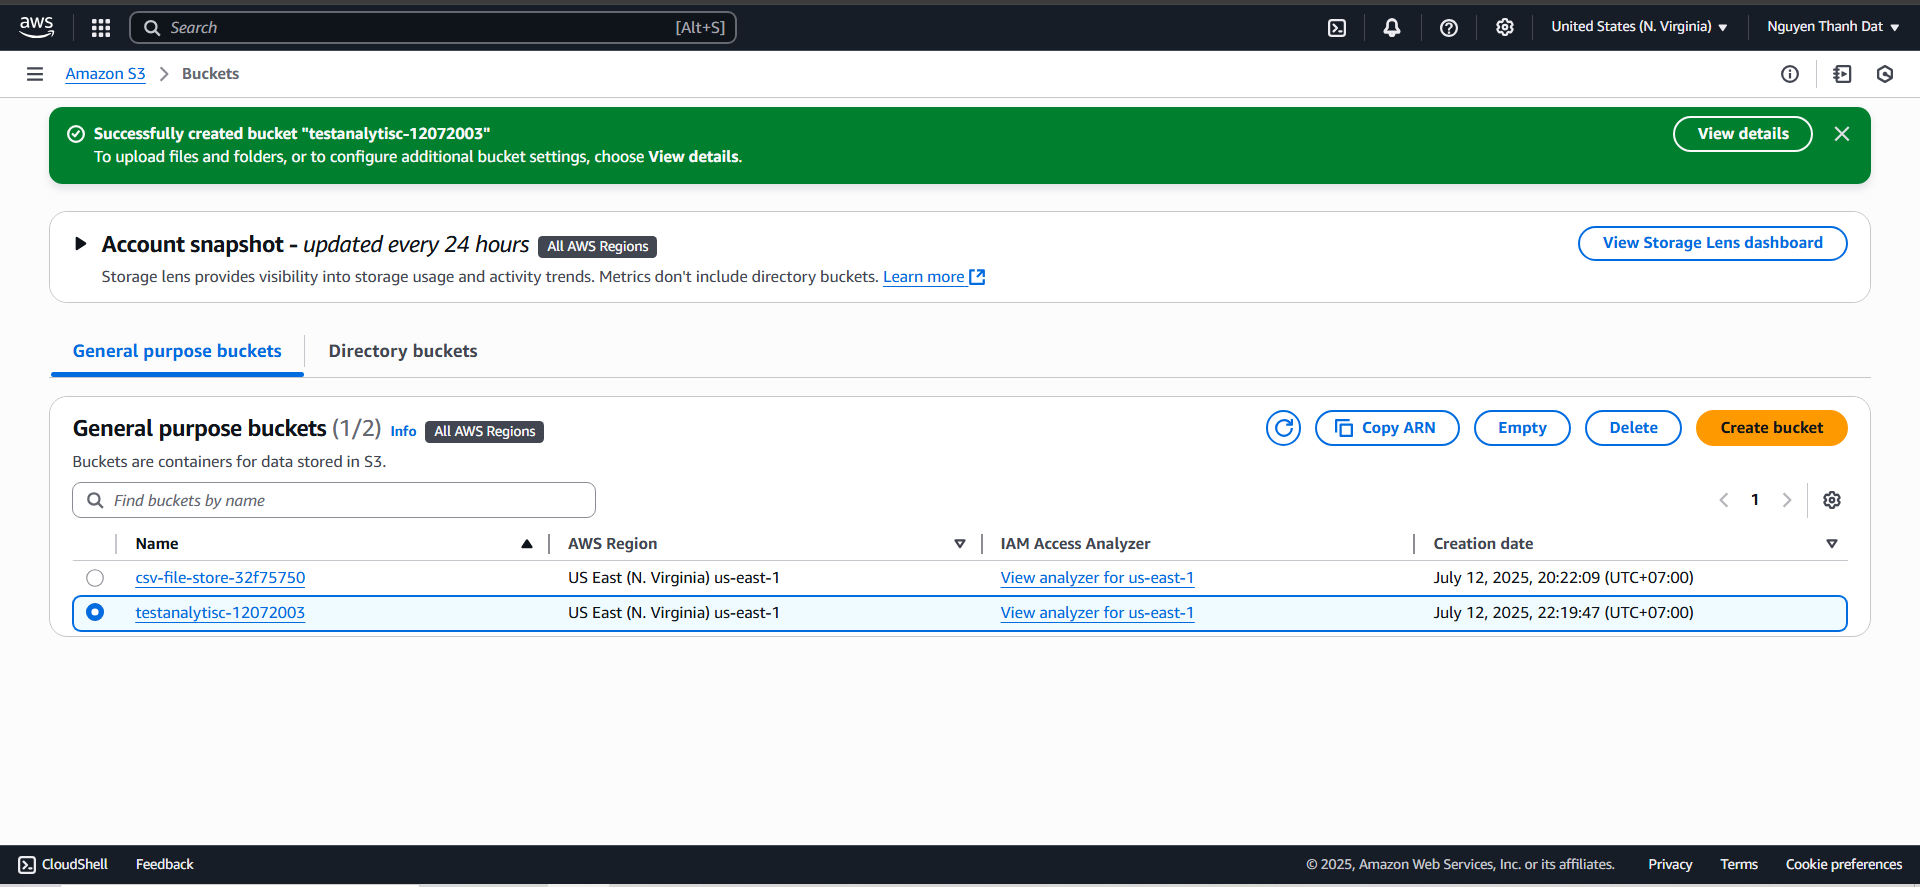 aws Search [Alt+S] United States (N. Virginia) Nguyen Thanh Dat
Amazon S3 Buckets
Successfully created bucket "testanalytisc-12072003"
To upload files and folders, or to configure additional bucket settings, choose View details.
View details
Account snapshot - updated every 24 hours All AWS Regions
View Storage Lens dashboard
Storage lens provides visibility into storage usage and activity trends. Metrics don't include directory buckets. Learn more
General purpose buckets Directory buckets
General purpose buckets (1/2) Info All AWS Regions
Copy ARN Empty Delete Create bucket
Buckets are containers for data stored in S3.
Find buckets by name
1
Name AWS Region IAM Access Analyzer Creation date
csv-file-store-32f75750 US East (N. Virginia) us-east-1 View analyzer for us-east-1 July 12, 2025, 20:22:09 (UTC+07:00)
testanalytisc-12072003 US East (N. Virginia) us-east-1 View analyzer for us-east-1 July 12, 2025, 22:19:47 (UTC+07:00)
CloudShell Feedback © 2025, Amazon Web Services, Inc. or its affiliates. Privacy Terms Cookie preferences